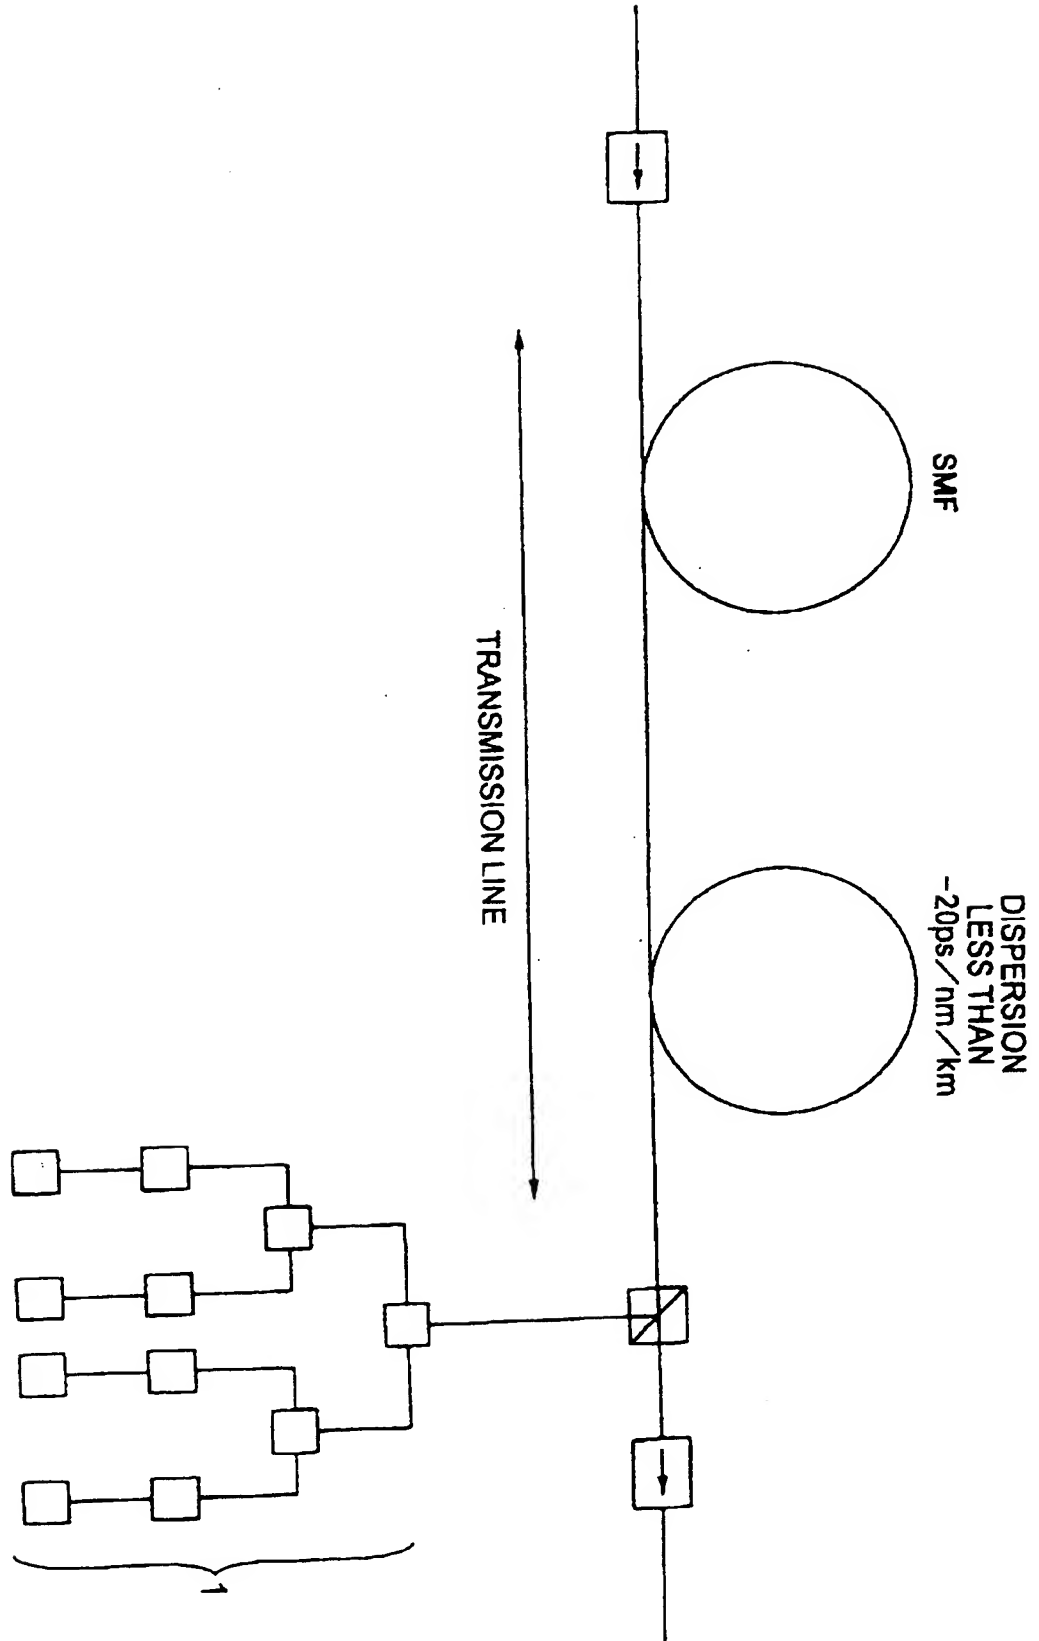 SMF
DISPERSION
LESS THAN
-20ps/nm/km
TRANSMISSION LINE
1